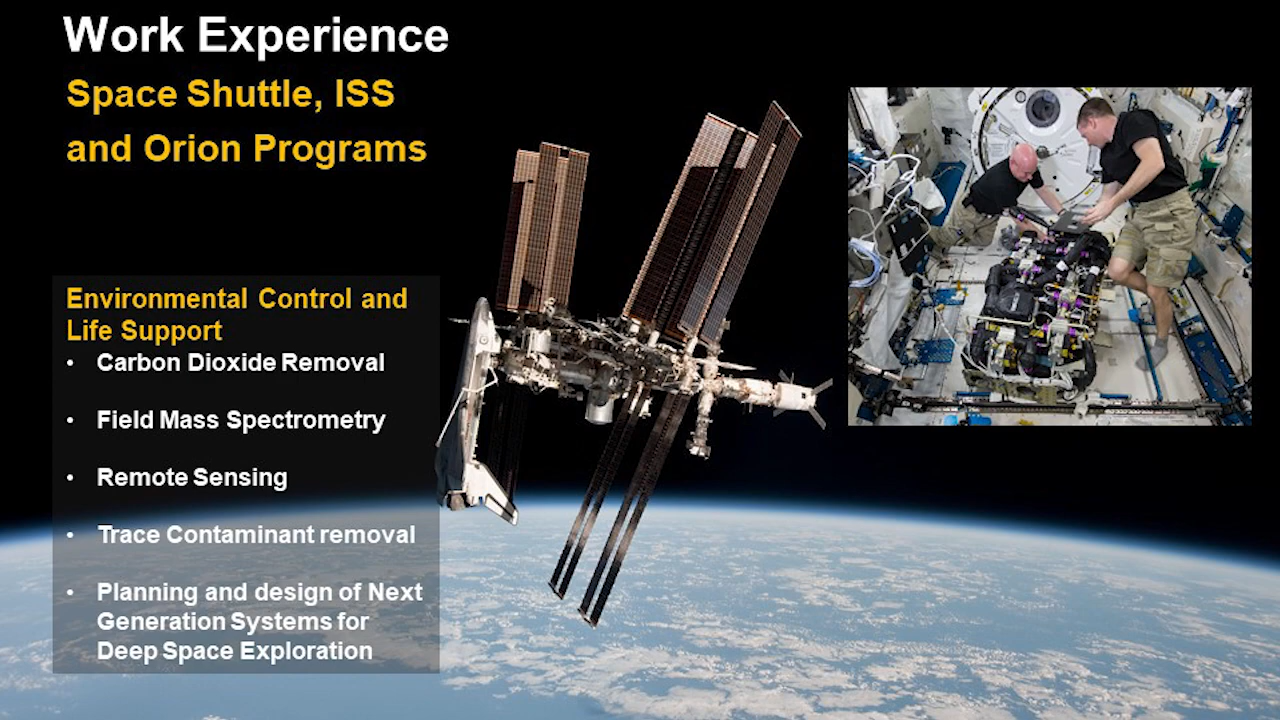 Work Experience
Space Shuttle, ISS
and Orion Programs
Environmental Control and
Life Support
• Carbon Dioxide Removal
• Field Mass Spectrometry
• Remote Sensing
• Trace Contaminant removal
• Planning and design of Next
Generation Systems for
Deep Space Exploration